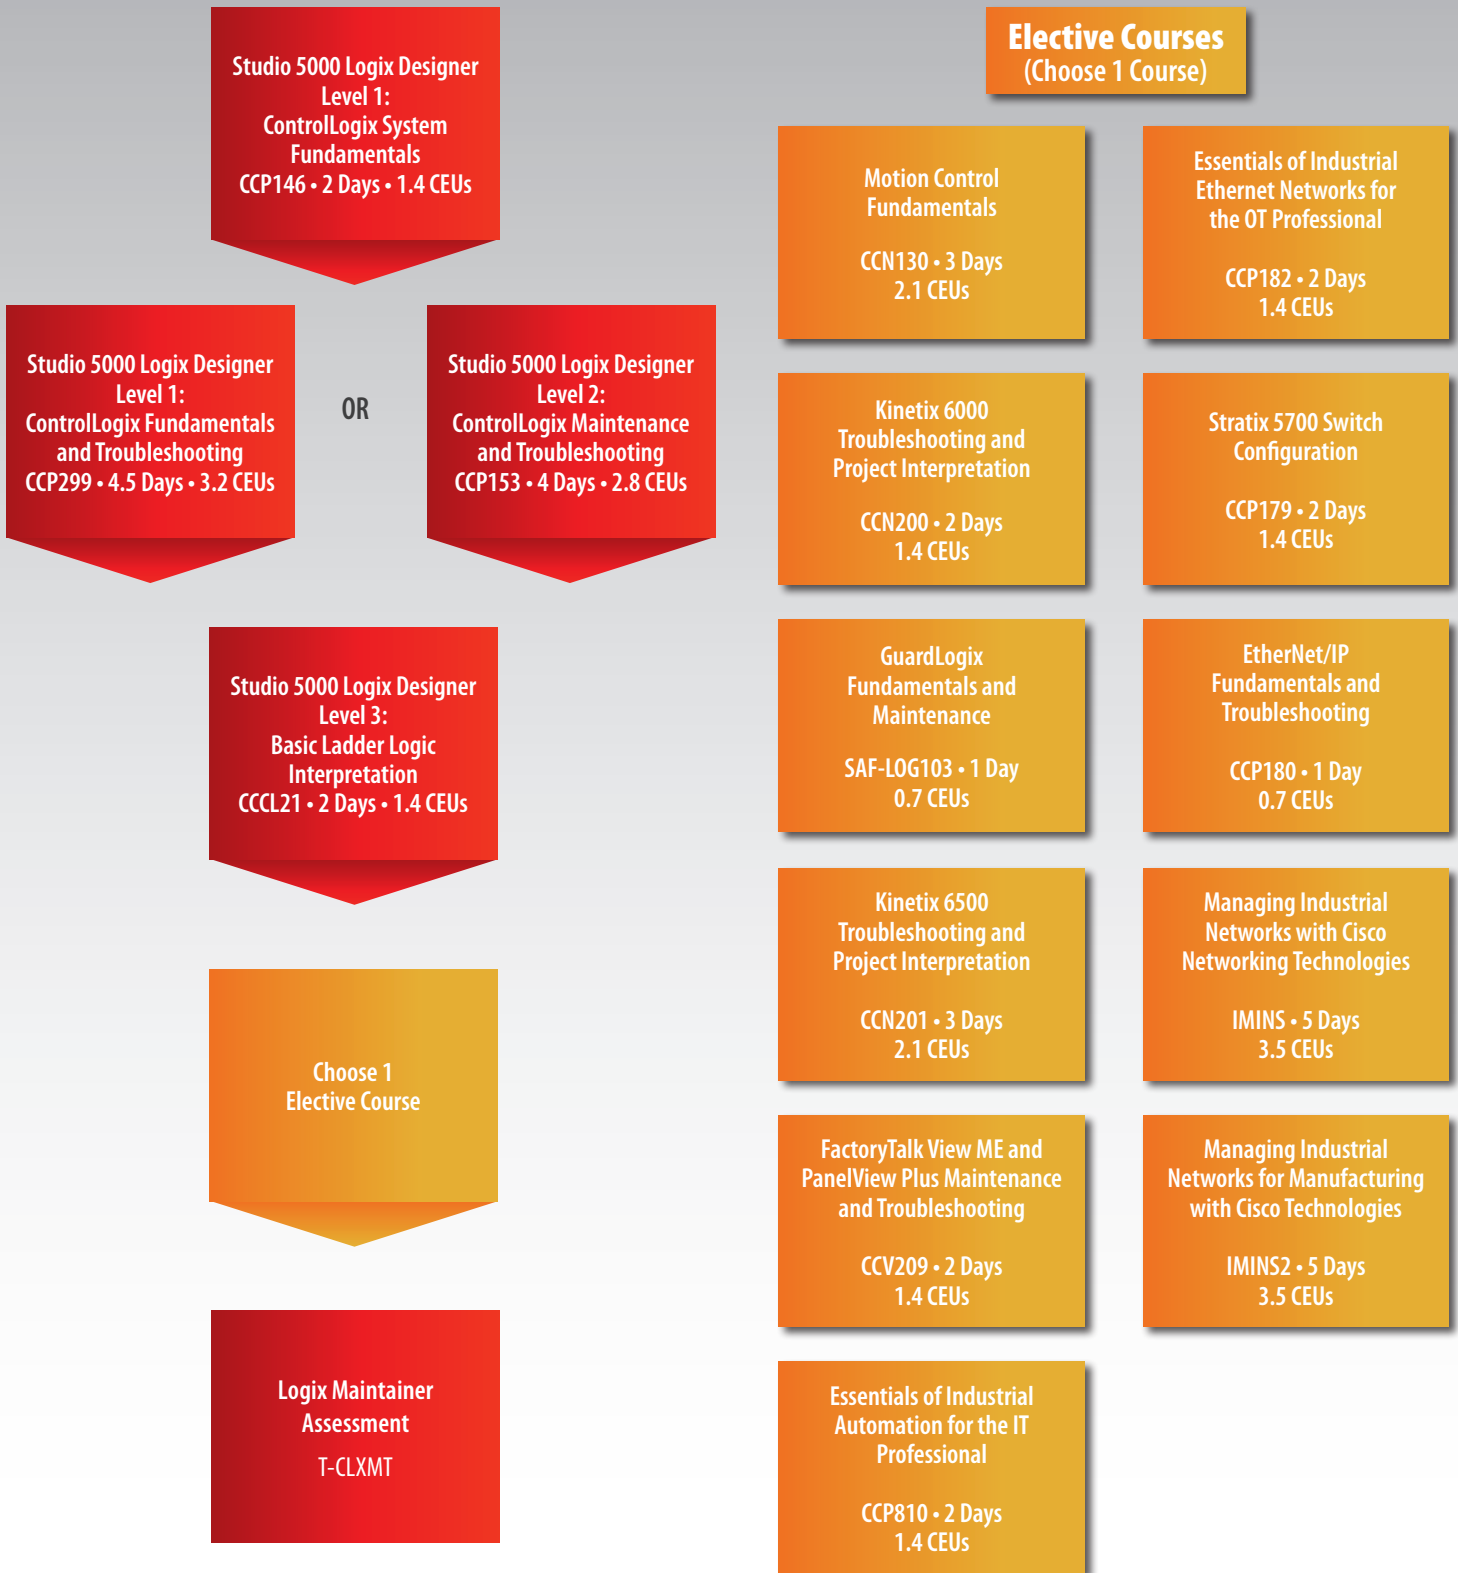 Studio 5000 Logix Designer
Level 1:
ControlLogix System
Fundamentals
CCP146 • 2 Days • 1.4 CEUs
Studio 5000 Logix Designer
Level 1:
ControlLogix Fundamentals
and Troubleshooting
CCP299 • 4.5 Days • 3.2 CEUs
OR
Studio 5000 Logix Designer
Level 2:
ControlLogix Maintenance
and Troubleshooting
CCP153 • 4 Days • 2.8 CEUs
Studio 5000 Logix Designer
Level 3:
Basic Ladder Logic
Interpretation
CCCL21 • 2 Days • 1.4 CEUs
Choose 1
Elective Course
Logix Maintainer
Assessment
T-CLXMT
Elective Courses
(Choose 1 Course)
Motion Control
Fundamentals
CCN130 • 3 Days
2.1 CEUs
Essentials of Industrial
Ethernet Networks for
the OT Professional
CCP182 • 2 Days
1.4 CEUs
Kinetix 6000
Troubleshooting and
Project Interpretation
CCN200 • 2 Days
1.4 CEUs
Stratix 5700 Switch
Configuration
CCP179 • 2 Days
1.4 CEUs
GuardLogix
Fundamentals and
Maintenance
SAF-LOG103 • 1 Day
0.7 CEUs
EtherNet/IP
Fundamentals and
Troubleshooting
CCP180 • 1 Day
0.7 CEUs
Kinetix 6500
Troubleshooting and
Project Interpretation
CCN201 • 3 Days
2.1 CEUs
Managing Industrial
Networks with Cisco
Networking Technologies
IMINS • 5 Days
3.5 CEUs
FactoryTalk View ME and
PanelView Plus Maintenance
and Troubleshooting
CCV209 • 2 Days
1.4 CEUs
Managing Industrial
Networks for Manufacturing
with Cisco Technologies
IMINS2 • 5 Days
3.5 CEUs
Essentials of Industrial
Automation for the IT
Professional
CCP810 • 2 Days
1.4 CEUs